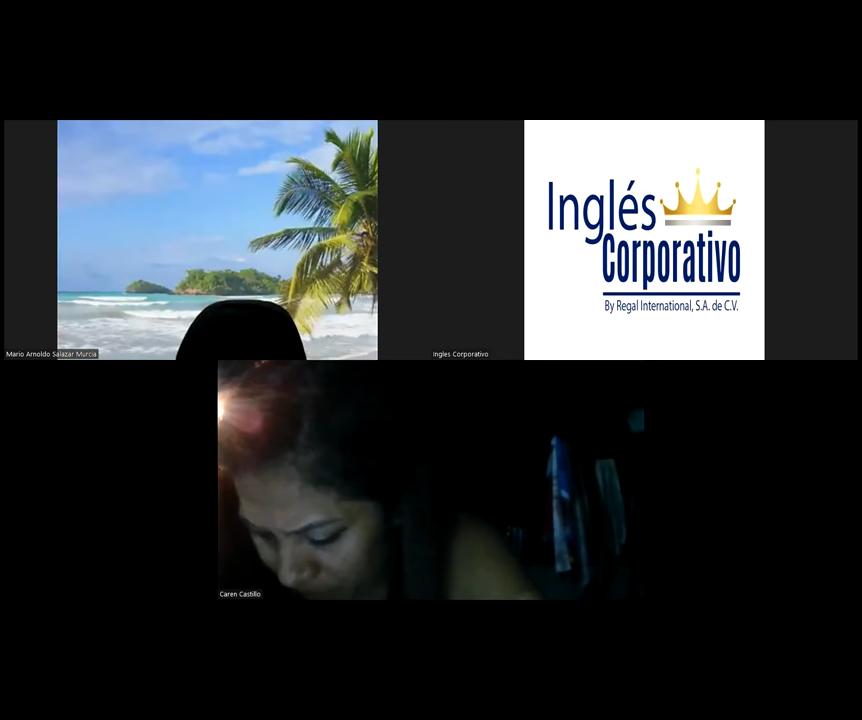 Inglés
Corporativo
By Regal International, S.A. de C.V.
Mario Arnoldo Salazar Murcia
Ingles Corporativo
Caren Castillo